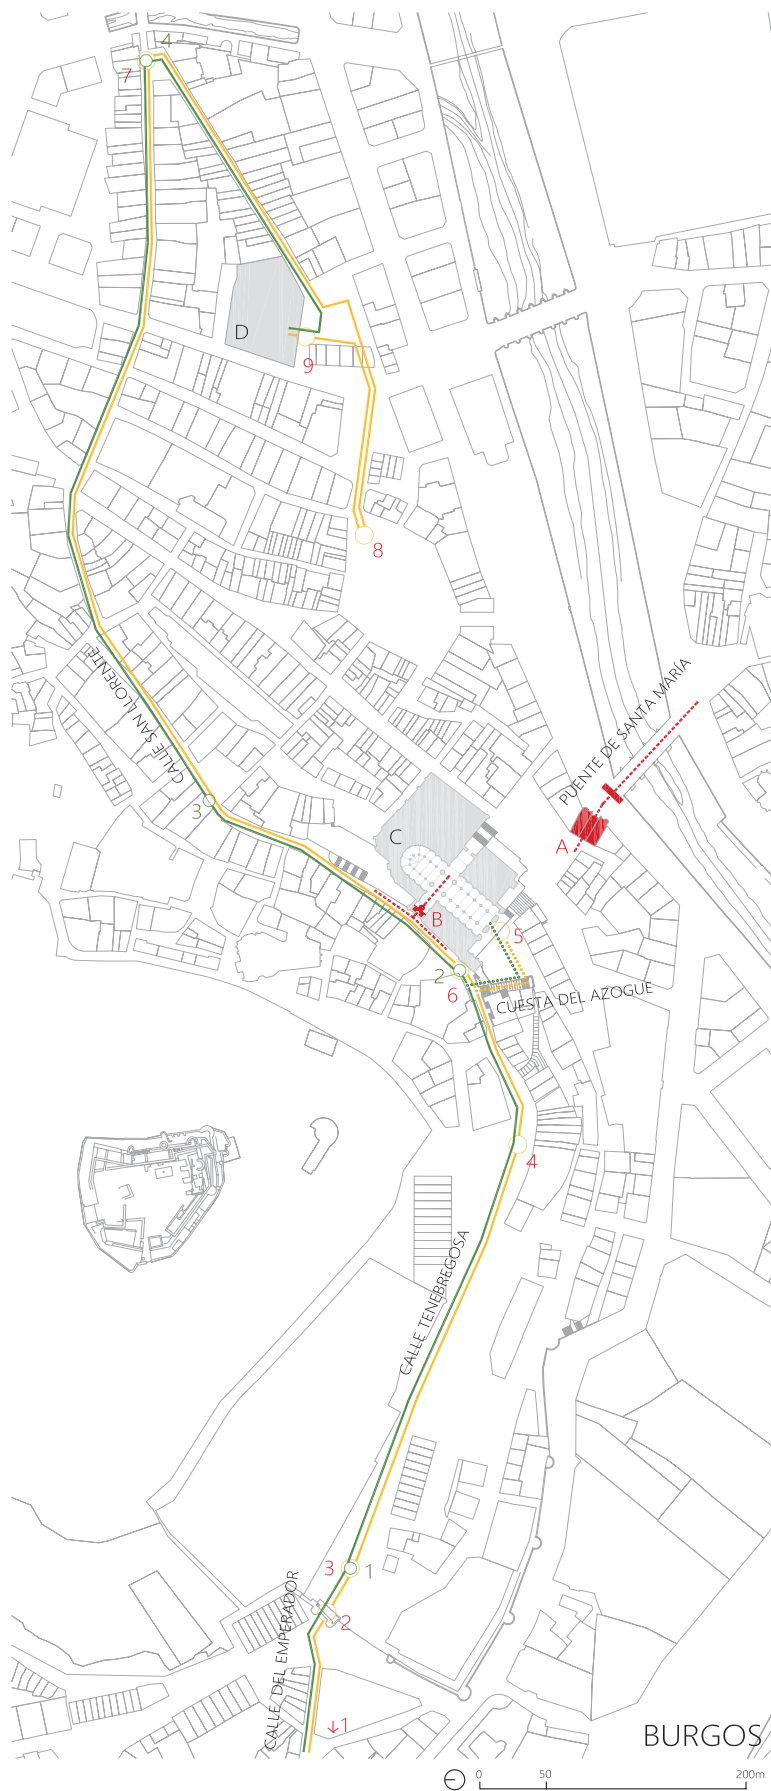 4
7
D
9
8
CALLE SAN LLORENTE
PUENTE DE SANTA MARÍA
3
A
C
B
5
2
6
CUESTA DEL AZOGUE
4
CALLE TENEBREGOSA
3
1
2
CALLE DEL EMPERADOR
↓1
BURGOS
0 50 200m